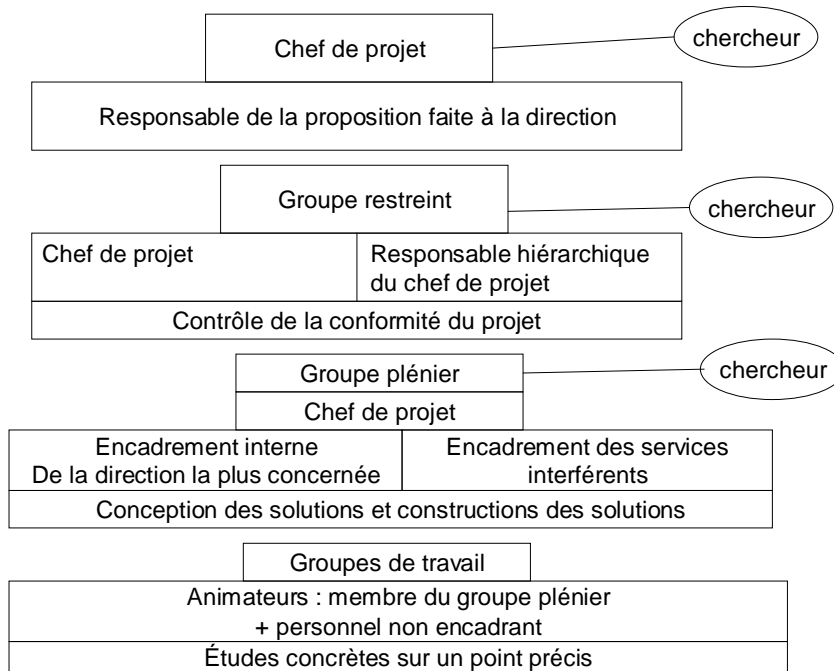 Chef de projet
chercheur
Responsable de la proposition faite à la direction
Groupe restreint
chercheur
Chef de projet
Responsable hiérarchique
du chef de projet
Contrôle de la conformité du projet
Groupe plénier
chercheur
Chef de projet
Encadrement interne
De la direction la plus concernée
Encadrement des services
interférents
Conception des solutions et constructions des solutions
Groupes de travail
Animateurs : membre du groupe plénier
+ personnel non encadrant
Études concrètes sur un point précis